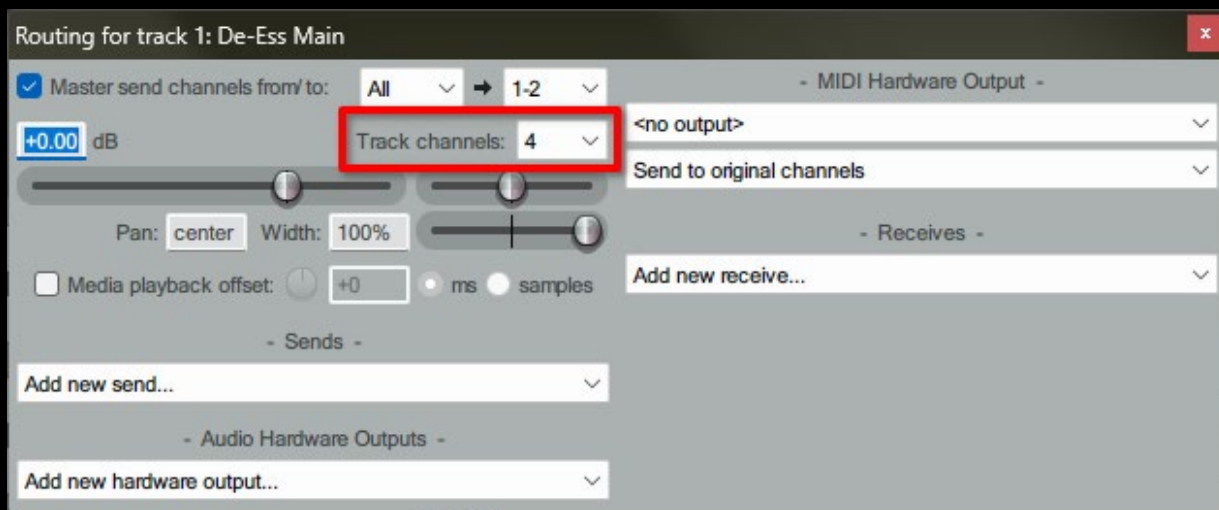 Routing for track 1: De-Ess Main
x
Master send channels from/to: All 1-2
+0.00 dB Track channels: 4
Pan: center Width: 100%
Media playback offset: +0 ms samples
- Sends -
Add new send...
- Audio Hardware Outputs -
Add new hardware output...
- MIDI Hardware Output -
<no output>
Send to original channels
- Receives -
Add new receive...